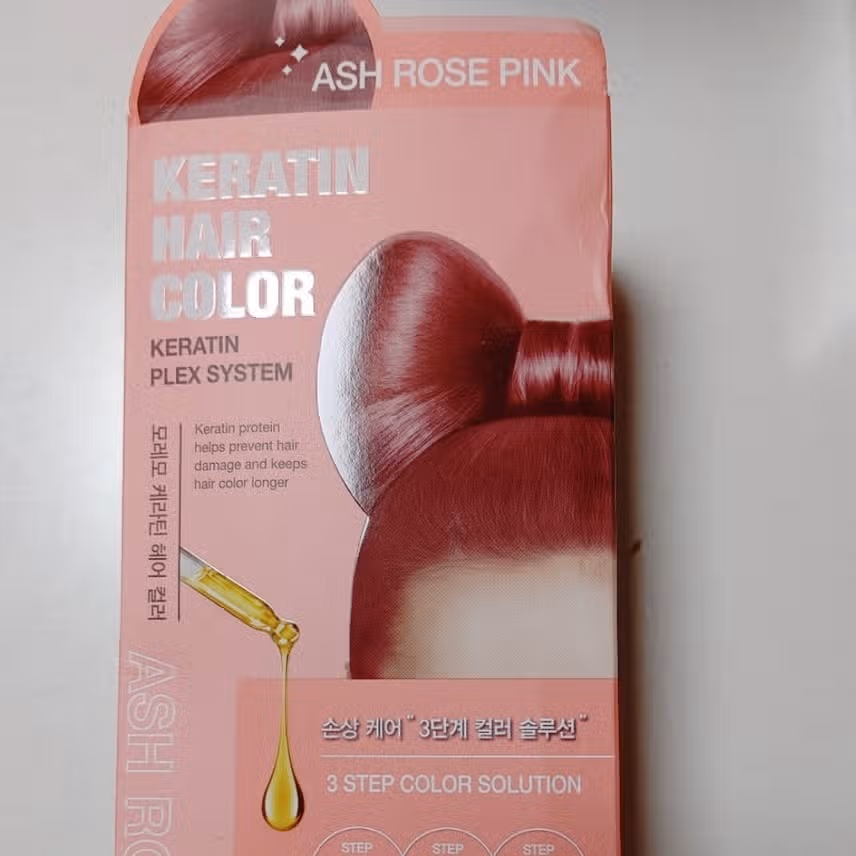 ASH ROSE PINK
KERATIN
HAIR
COLOR
KERATIN
PLEX SYSTEM
모레모 케라틴 헤어 컬러
Keratin protein
helps prevent hair
damage and keeps
hair color longer
ASH RO
손상 케어 " 3단계 컬러 솔루션 "
3 STEP COLOR SOLUTION
STEP STEP STEP